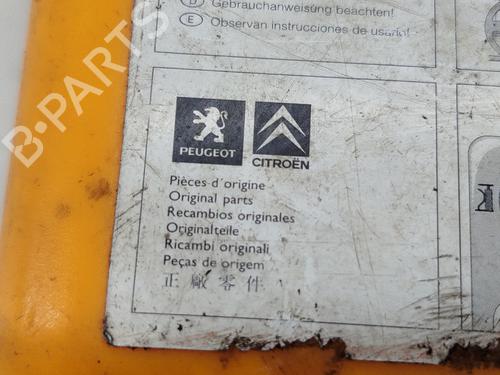 D Gebrauchanweisung beachten!
E Observan instrucciones de usario!
PEUGEOT
CITROËN
Pièces d'origine
Original parts
Recambios originales
Originalteile
Ricambi originali
Peças de origem
正廠零件
B-PARTS